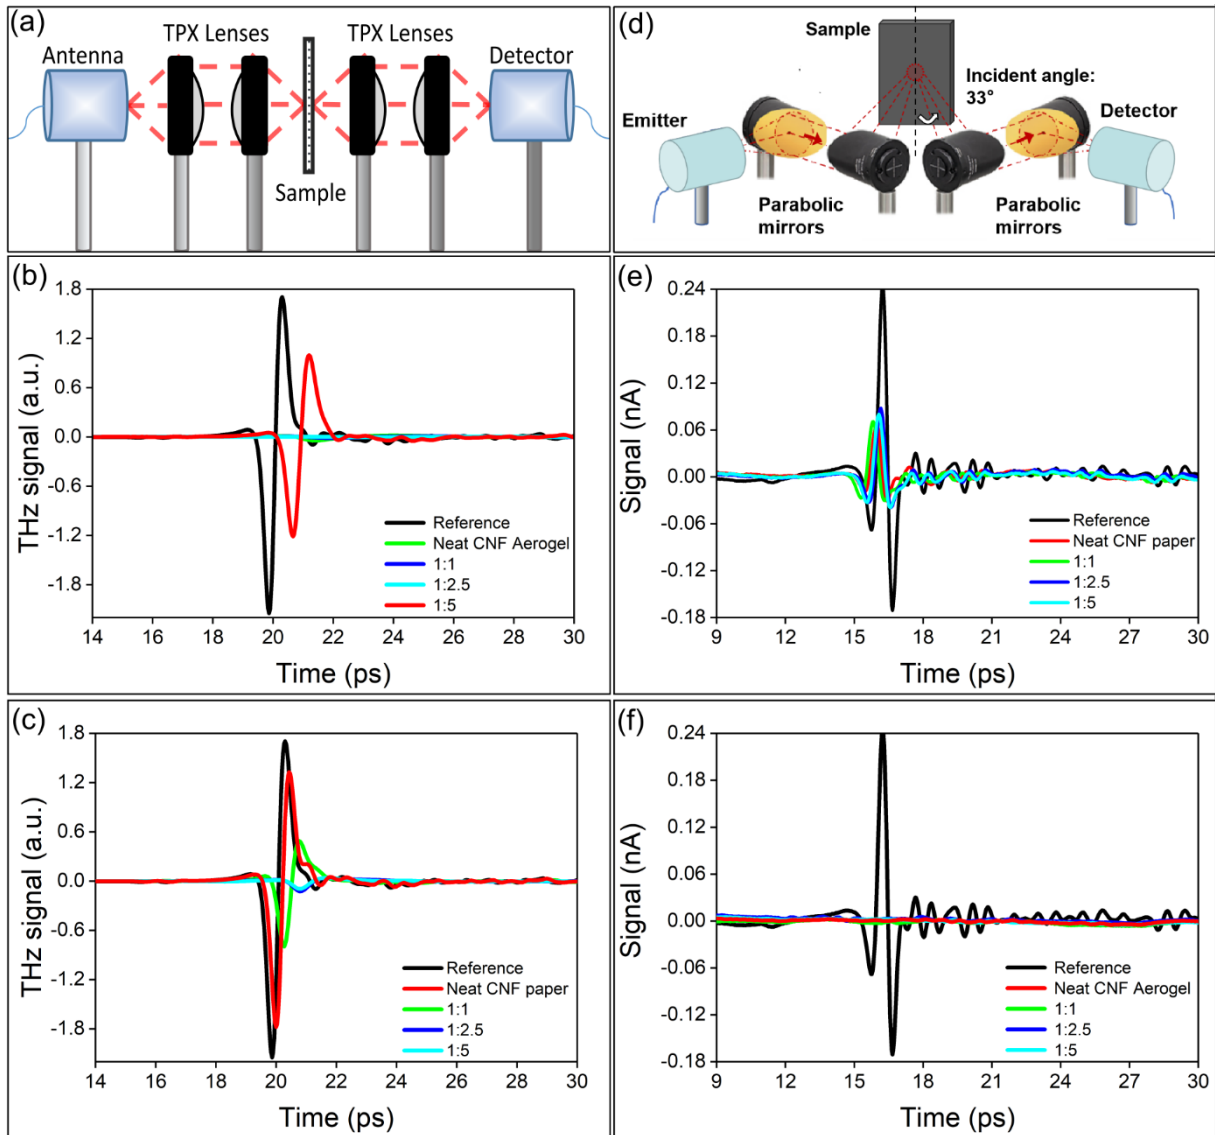 (a)
TPX Lenses
TPX Lenses
Antenna
Detector
Sample
(d)
Sample
Incident angle:
33°
Emitter
Detector
Parabolic
mirrors
Parabolic
mirrors
(b)
THz signal (a.u.)
1.8
1.2
0.6
0.0
-0.6
-1.2
-1.8
Reference
Neat CNF Aerogel
1:1
1:2.5
1:5
14
16
18
20
22
24
26
28
30
Time (ps)
(e)
Signal (nA)
0.24
0.18
0.12
0.06
0.00
-0.06
-0.12
-0.18
Reference
Neat CNF paper
1:1
1:2.5
1:5
9
12
15
18
21
24
27
30
Time (ps)
(c)
THz signal (a.u.)
1.8
1.2
0.6
0.0
-0.6
-1.2
-1.8
Reference
Neat CNF paper
1:1
1:2.5
1:5
14
16
18
20
22
24
26
28
30
Time (ps)
(f)
Signal (nA)
0.24
0.18
0.12
0.06
0.00
-0.06
-0.12
-0.18
Reference
Neat CNF Aerogel
1:1
1:2.5
1:5
9
12
15
18
21
24
27
30
Time (ps)